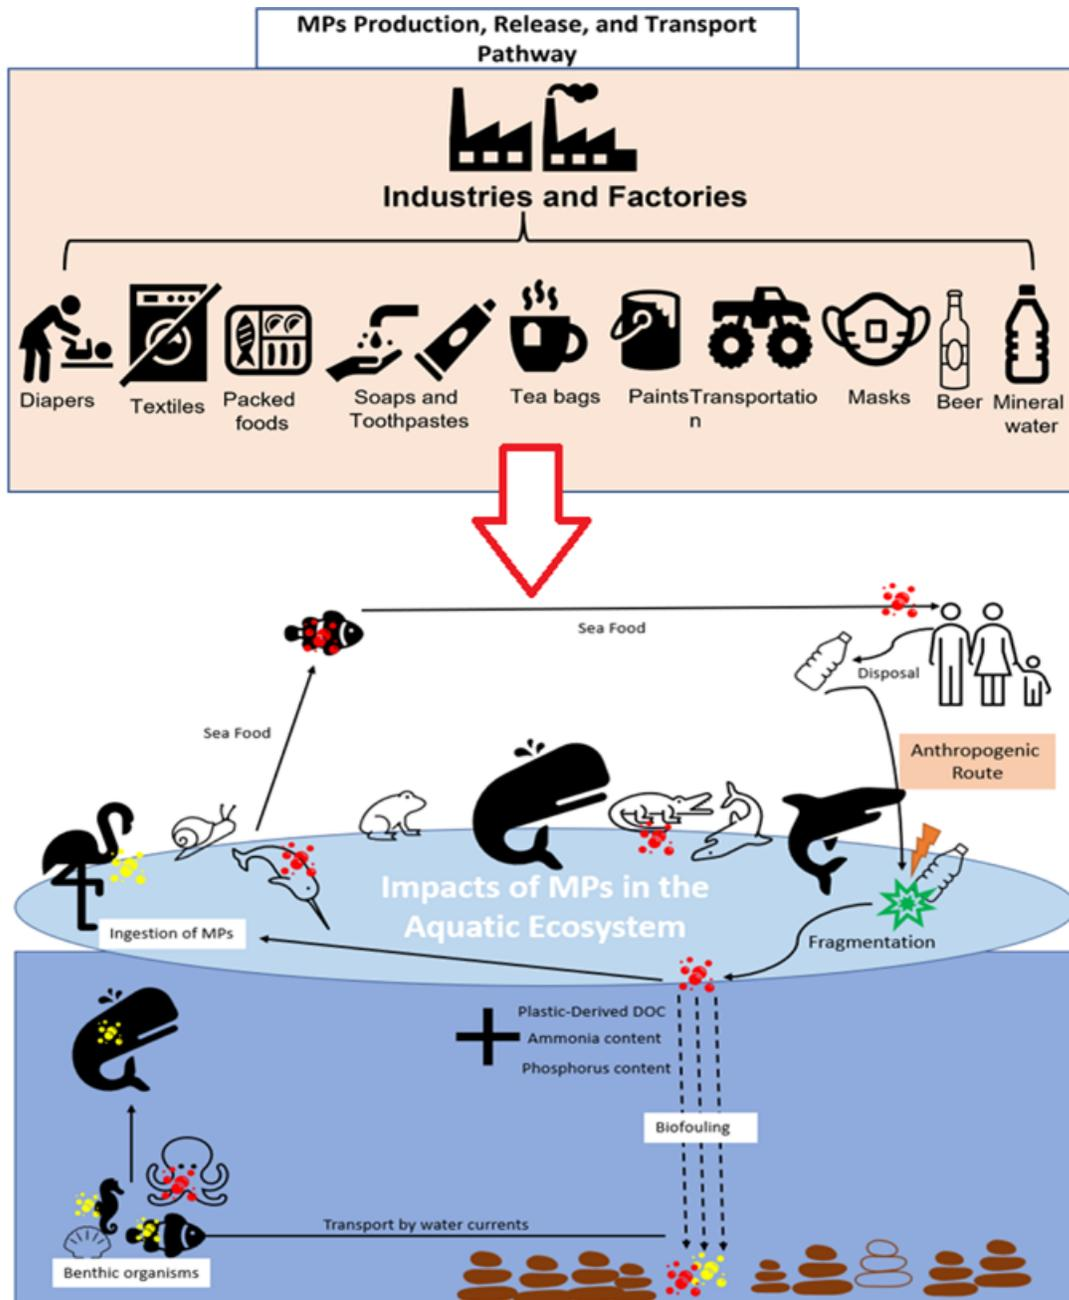 MPs Production, Release, and Transport
Pathway
Industries and Factories
Diapers
Textiles
Packed
foods
Soaps and
Toothpastes
Tea bags
Paints
Transportatio
n
Masks
Beer
Mineral
water
Sea Food
Disposal
Sea Food
Anthropogenic
Route
Impacts of MPs in the
Aquatic Ecosystem
Ingestion of MPs
Fragmentation
Plastic-Derived DOC
Ammonia content
Phosphorus content
Biofouling
Transport by water currents
Benthic organisms